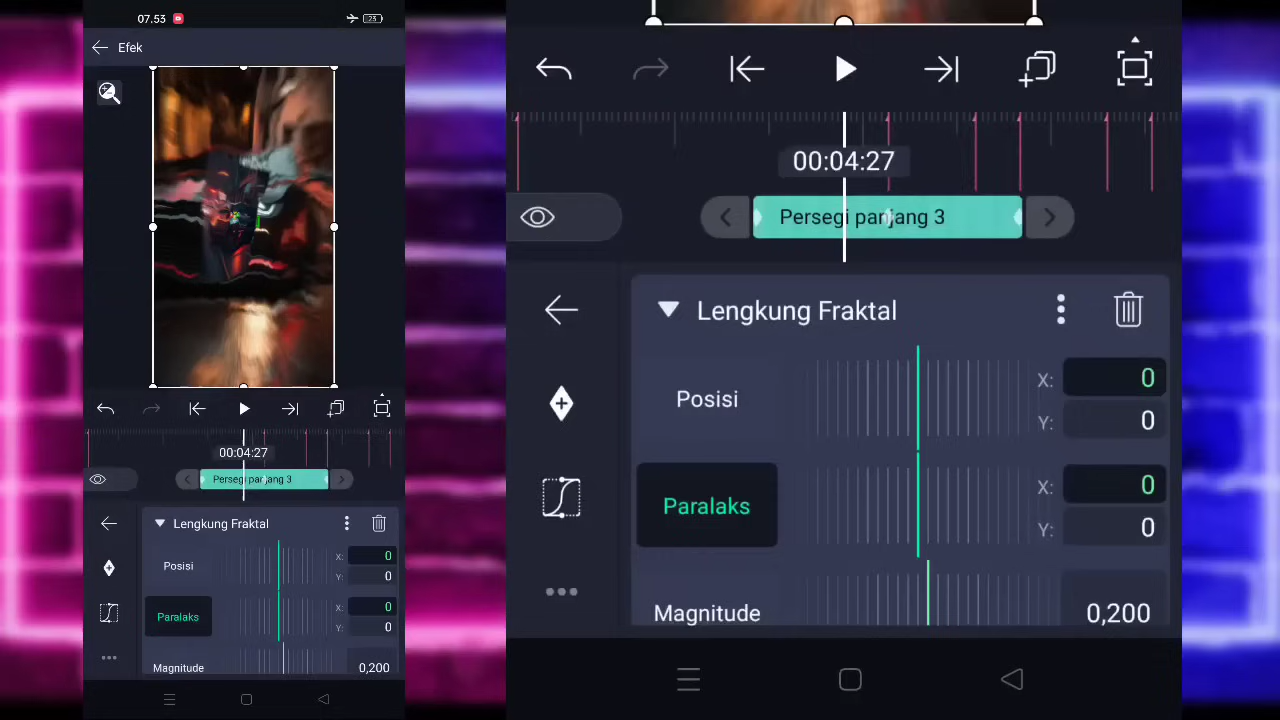 07.53
23
Efek
00:04:27
Persegi panjang 3
Lengkung Fraktal
Posisi
X: 0
Y: 0
Paralaks
X: 0
Y: 0
Magnitude 0,200
00:04:27
Persegi panjang 3
Lengkung Fraktal
Posisi
X: 0
Y: 0
Paralaks
X: 0
Y: 0
Magnitude 0,200